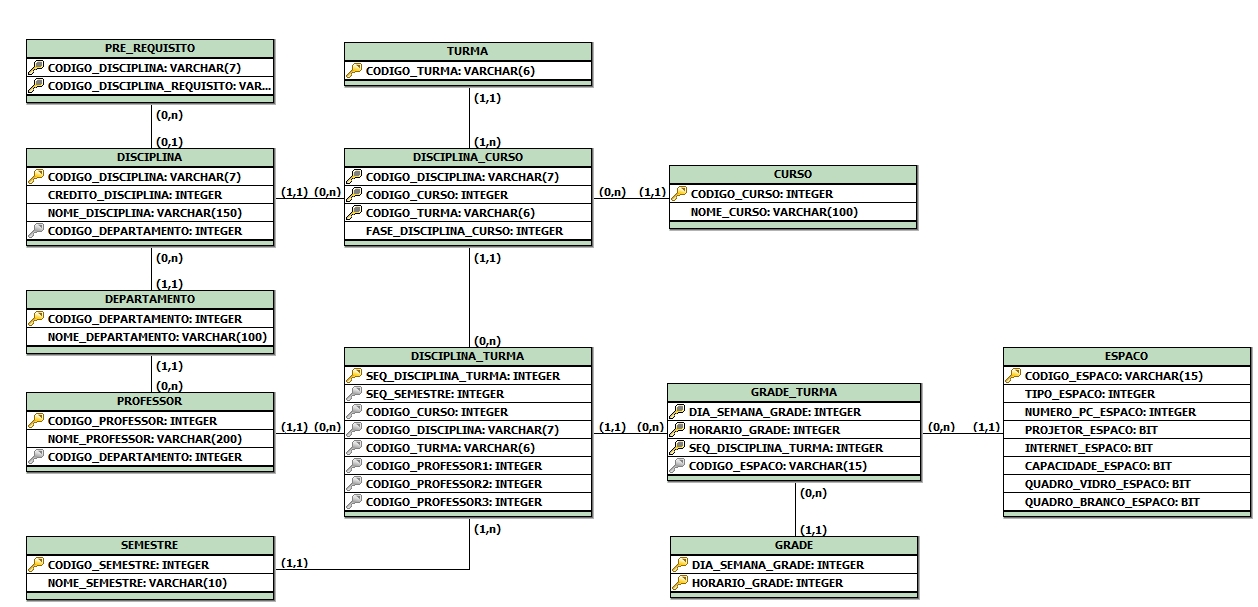 PRE_REQUISITO
CODIGO_DISCIPLINA: VARCHAR(7)
CODIGO_DISCIPLINA_REQUISITO: VAR...
(0,n)
(0,1)
DISCIPLINA
CODIGO_DISCIPLINA: VARCHAR(7)
CREDITO_DISCIPLINA: INTEGER
NOME_DISCIPLINA: VARCHAR(150)
CODIGO_DEPARTAMENTO: INTEGER
(1,1) (0,n)
(0,n)
(1,1)
DEPARTAMENTO
CODIGO_DEPARTAMENTO: INTEGER
NOME_DEPARTAMENTO: VARCHAR(100)
(1,1)
(0,n)
PROFESSOR
CODIGO_PROFESSOR: INTEGER
NOME_PROFESSOR: VARCHAR(200)
CODIGO_DEPARTAMENTO: INTEGER
(1,1) (0,n)
SEMESTRE
CODIGO_SEMESTRE: INTEGER
NOME_SEMESTRE: VARCHAR(10)
(1,1)
TURMA
CODIGO_TURMA: VARCHAR(6)
(1,1)
(1,n)
DISCIPLINA_CURSO
CODIGO_DISCIPLINA: VARCHAR(7)
CODIGO_CURSO: INTEGER
CODIGO_TURMA: VARCHAR(6)
FASE_DISCIPLINA_CURSO: INTEGER
(0,n) (1,1)
(1,1)
(0,n)
DISCIPLINA_TURMA
SEQ_DISCIPLINA_TURMA: INTEGER
SEQ_SEMESTRE: INTEGER
CODIGO_CURSO: INTEGER
CODIGO_DISCIPLINA: VARCHAR(7)
CODIGO_TURMA: VARCHAR(6)
CODIGO_PROFESSOR1: INTEGER
CODIGO_PROFESSOR2: INTEGER
CODIGO_PROFESSOR3: INTEGER
(1,n)
(1,1) (0,n)
CURSO
CODIGO_CURSO: INTEGER
NOME_CURSO: VARCHAR(100)
GRADE_TURMA
DIA_SEMANA_GRADE: INTEGER
HORARIO_GRADE: INTEGER
SEQ_DISCIPLINA_TURMA: INTEGER
CODIGO_ESPACO: VARCHAR(15)
(0,n) (1,1)
(0,n)
(1,1)
GRADE
DIA_SEMANA_GRADE: INTEGER
HORARIO_GRADE: INTEGER
ESPACO
CODIGO_ESPACO: VARCHAR(15)
TIPO_ESPACO: INTEGER
NUMERO_PC_ESPACO: INTEGER
PROJETOR_ESPACO: BIT
INTERNET_ESPACO: BIT
CAPACIDADE_ESPACO: BIT
QUADRO_VIDRO_ESPACO: BIT
QUADRO_BRANCO_ESPACO: BIT